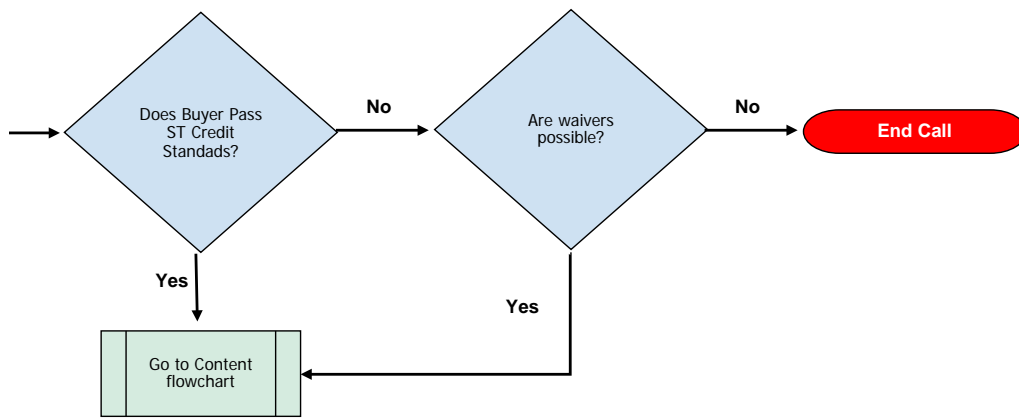 Does Buyer Pass
ST Credit
Standads?
No
Are waivers
possible?
No
End Call
Yes
Yes
Go to Content
flowchart